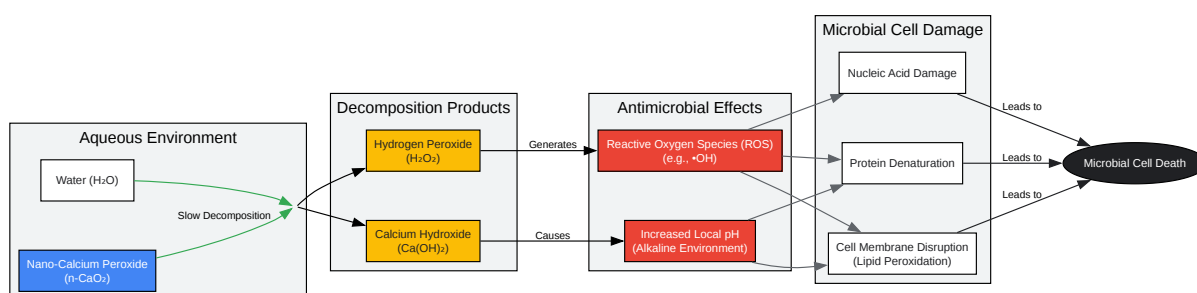 Aqueous Environment
Water (H₂O)
Slow Decomposition
Nano-Calcium Peroxide
(n-CaO₂)
Decomposition Products
Hydrogen Peroxide
(H₂O₂)
Calcium Hydroxide
(Ca(OH)₂)
Generates
Causes
Antimicrobial Effects
Reactive Oxygen Species (ROS)
(e.g., •OH)
Increased Local pH
(Alkaline Environment)
Microbial Cell Damage
Nucleic Acid Damage
Protein Denaturation
Cell Membrane Disruption
(Lipid Peroxidation)
Leads to
Leads to
Leads to
Microbial Cell Death